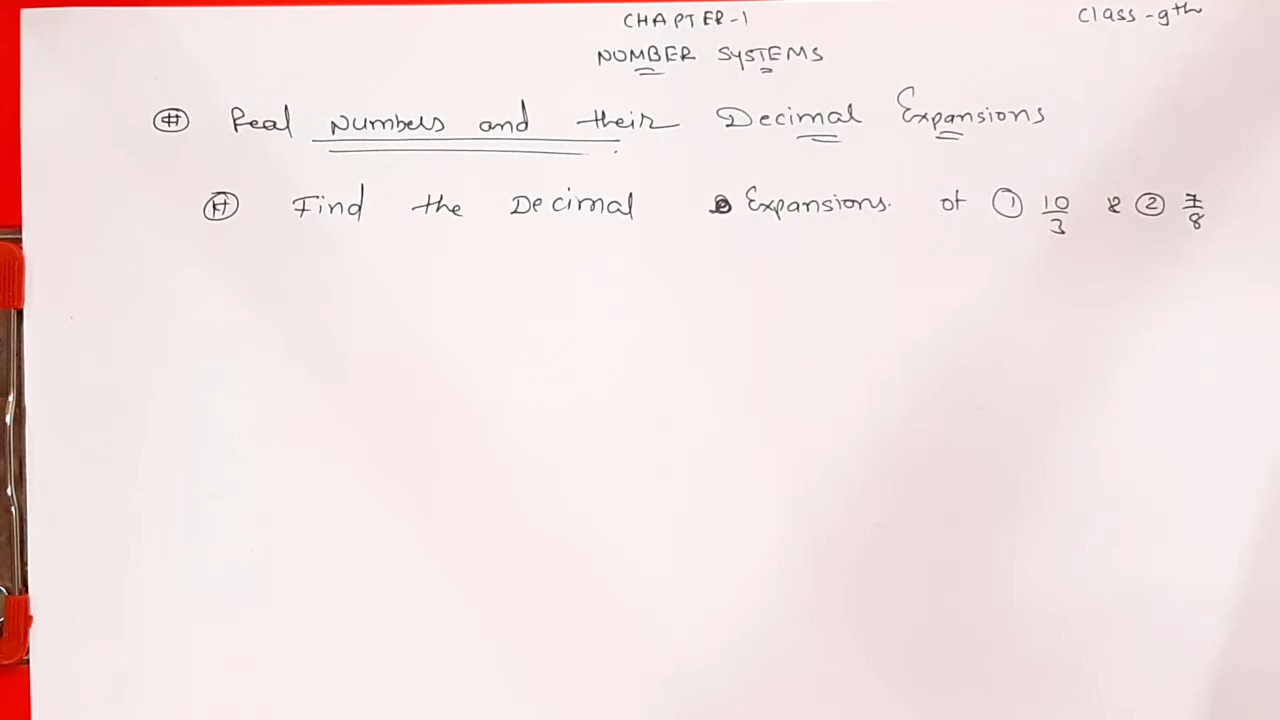 CHAPTER-1
Class-9th
NUMBER SYSTEMS
# Real Numbers and their Decimal Expansions
# Find the Decimal Expansions. of ① 10/3 & ② 7/8